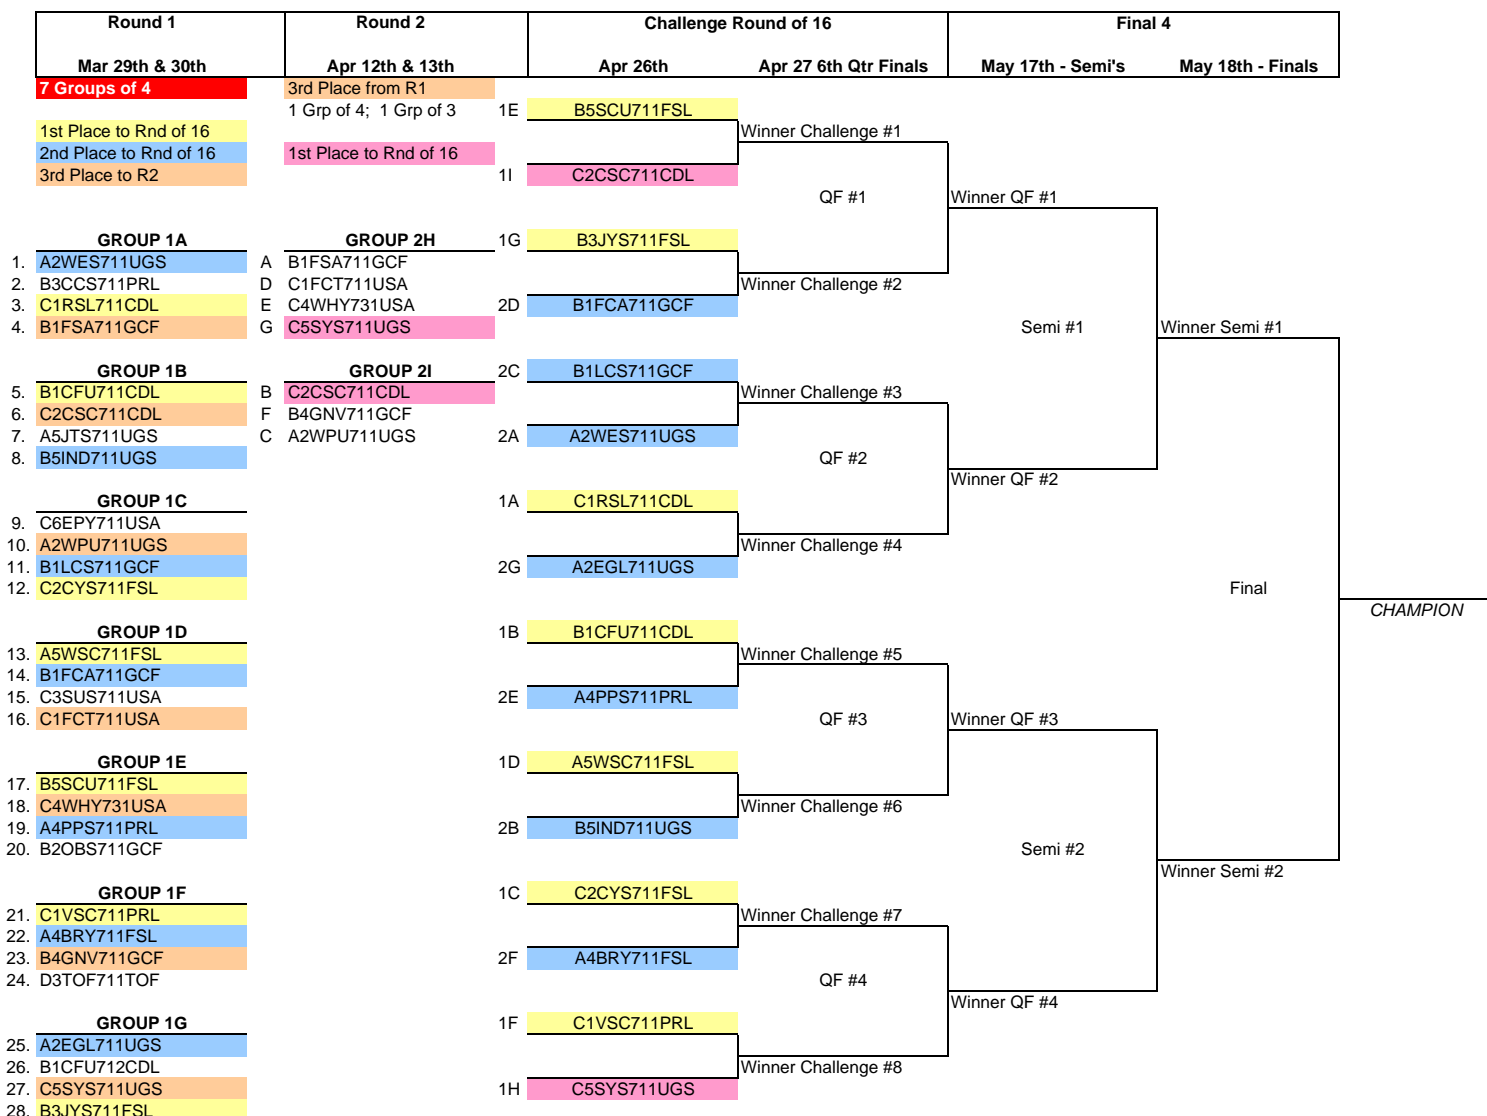 Round 1 Round 2 Challenge Round of 16 Final 4
Mar 29th & 30th Apr 12th & 13th Apr 26th Apr 27 6th Qtr Finals May 17th - Semi's May 18th - Finals
7 Groups of 4 3rd Place from R1
1 Grp of 4; 1 Grp of 3 1E B5SCU711FSL
1st Place to Rnd of 16 Winner Challenge #1
2nd Place to Rnd of 16 1st Place to Rnd of 16
3rd Place to R2 1I C2CSC711CDL
QF #1 Winner QF #1
GROUP 1A GROUP 2H 1G B3JYS711FSL
1. A2WES711UGS A B1FSA711GCF
2. B3CCS711PRL D C1FCT711USA Winner Challenge #2
3. C1RSL711CDL E C4WHY731USA 2D B1FCA711GCF
4. B1FSA711GCF G C5SYS711UGS Semi #1 Winner Semi #1
GROUP 1B GROUP 2I 2C B1LCS711GCF
5. B1CFU711CDL B C2CSC711CDL Winner Challenge #3
6. C2CSC711CDL F B4GNV711GCF
7. A5JTS711UGS C A2WPU711UGS 2A A2WES711UGS
8. B5IND711UGS QF #2
Winner QF #2
GROUP 1C 1A C1RSL711CDL
9. C6EPY711USA
10. A2WPU711UGS Winner Challenge #4
11. B1LCS711GCF 2G A2EGL711UGS
12. C2CYS711FSL Final
CHAMPION
GROUP 1D 1B B1CFU711CDL
13. A5WSC711FSL Winner Challenge #5
14. B1FCA711GCF
15. C3SUS711USA 2E A4PPS711PRL
16. C1FCT711USA QF #3 Winner QF #3
GROUP 1E 1D A5WSC711FSL
17. B5SCU711FSL
18. C4WHY731USA Winner Challenge #6
19. A4PPS711PRL 2B B5IND711UGS
20. B2OBS711GCF Semi #2
Winner Semi #2
GROUP 1F 1C C2CYS711FSL
21. C1VSC711PRL Winner Challenge #7
22. A4BRY711FSL
23. B4GNV711GCF 2F A4BRY711FSL
24. D3TOF711TOF QF #4
Winner QF #4
GROUP 1G 1F C1VSC711PRL
25. A2EGL711UGS
26. B1CFU712CDL Winner Challenge #8
27. C5SYS711UGS 1H C5SYS711UGS
28. B3JYS711FSL